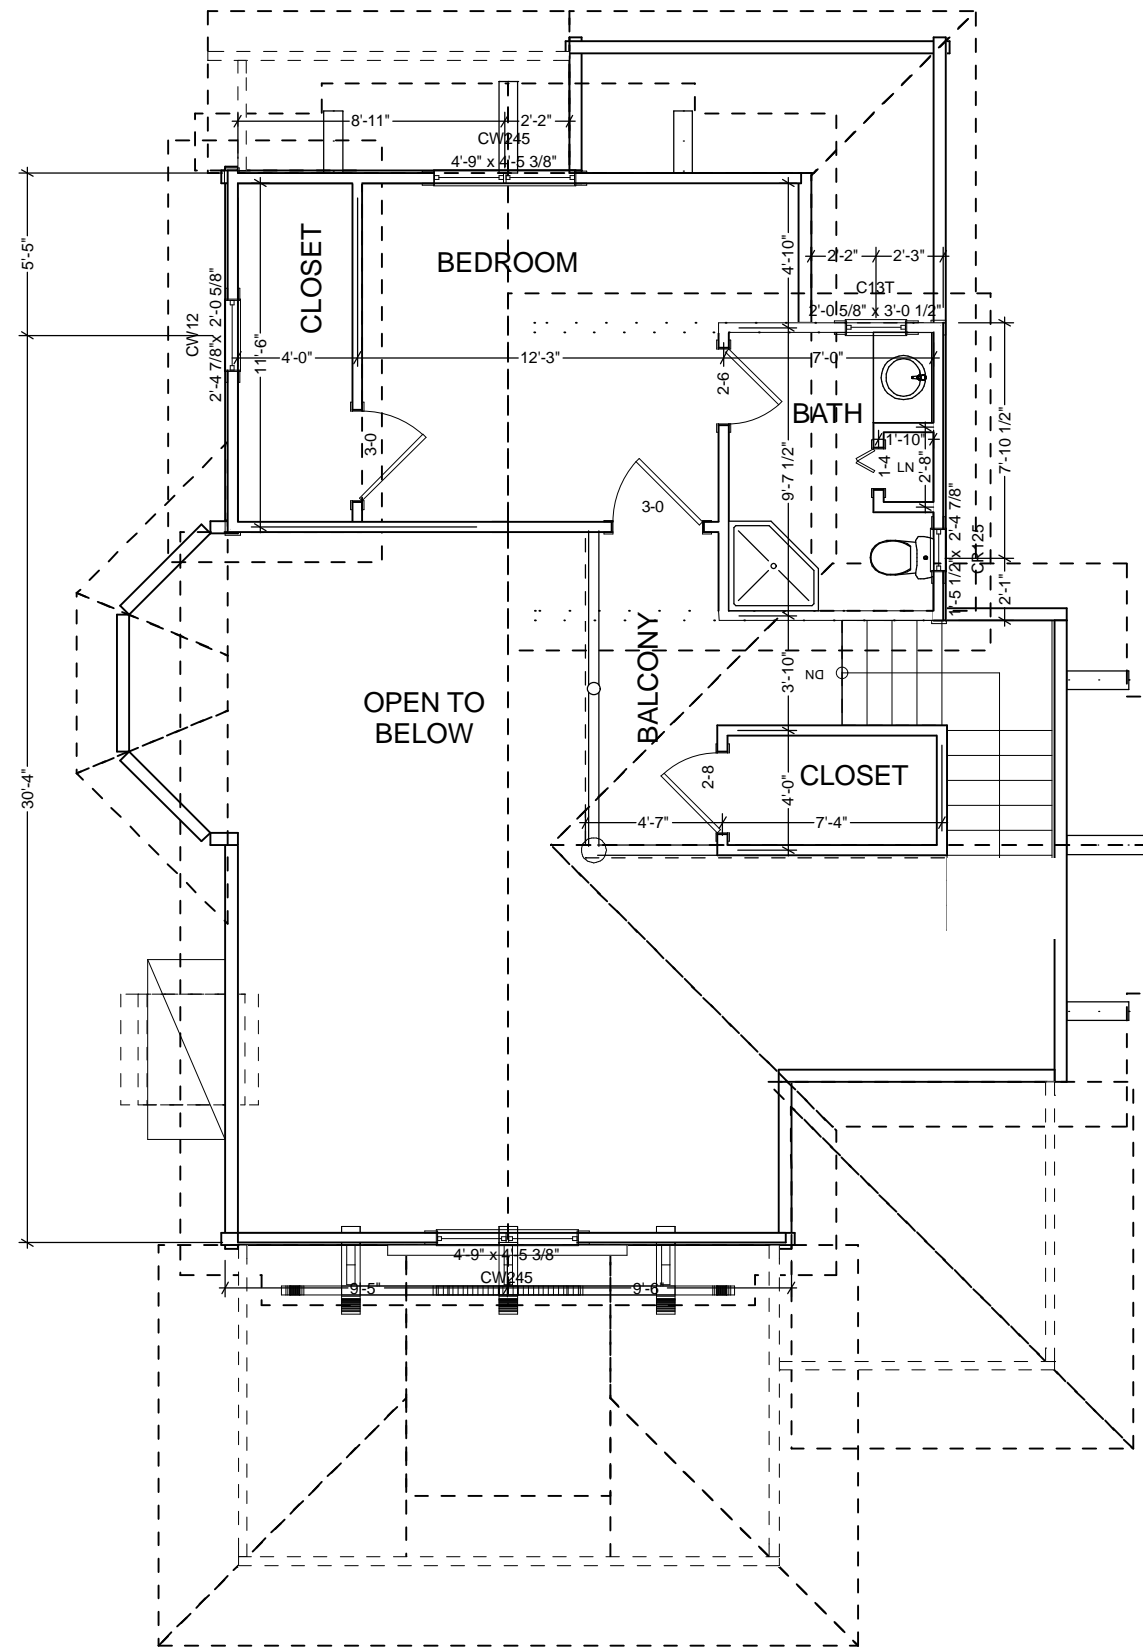 8'-11"
2'-2"
CW245
4'-9" x 4'-5 3/8"
5'-5"
CLOSET
BEDROOM
4'-10"
2'-2"
2'-3"
C13T
2'-0 5/8" x 3'-0 1/2"
CW12
2'-4 7/8" x 2'-0 5/8"
11'-6"
4'-0"
12'-3"
2-6
7'-0"
BATH
7'-10 1/2"
3-0
1'-10"
1-4
LN
2'-8"
9'-7 1/2"
3-0
1'-5 1/2" x 2'-4 7/8"
CR125
2'-1"
BALCONY
3'-10"
DN
OPEN TO
BELOW
30'-4"
2-8
CLOSET
4'-0"
4'-7"
7'-4"
4'-9" x 4'-5 3/8"
CW245
9'-5"
9'-6"